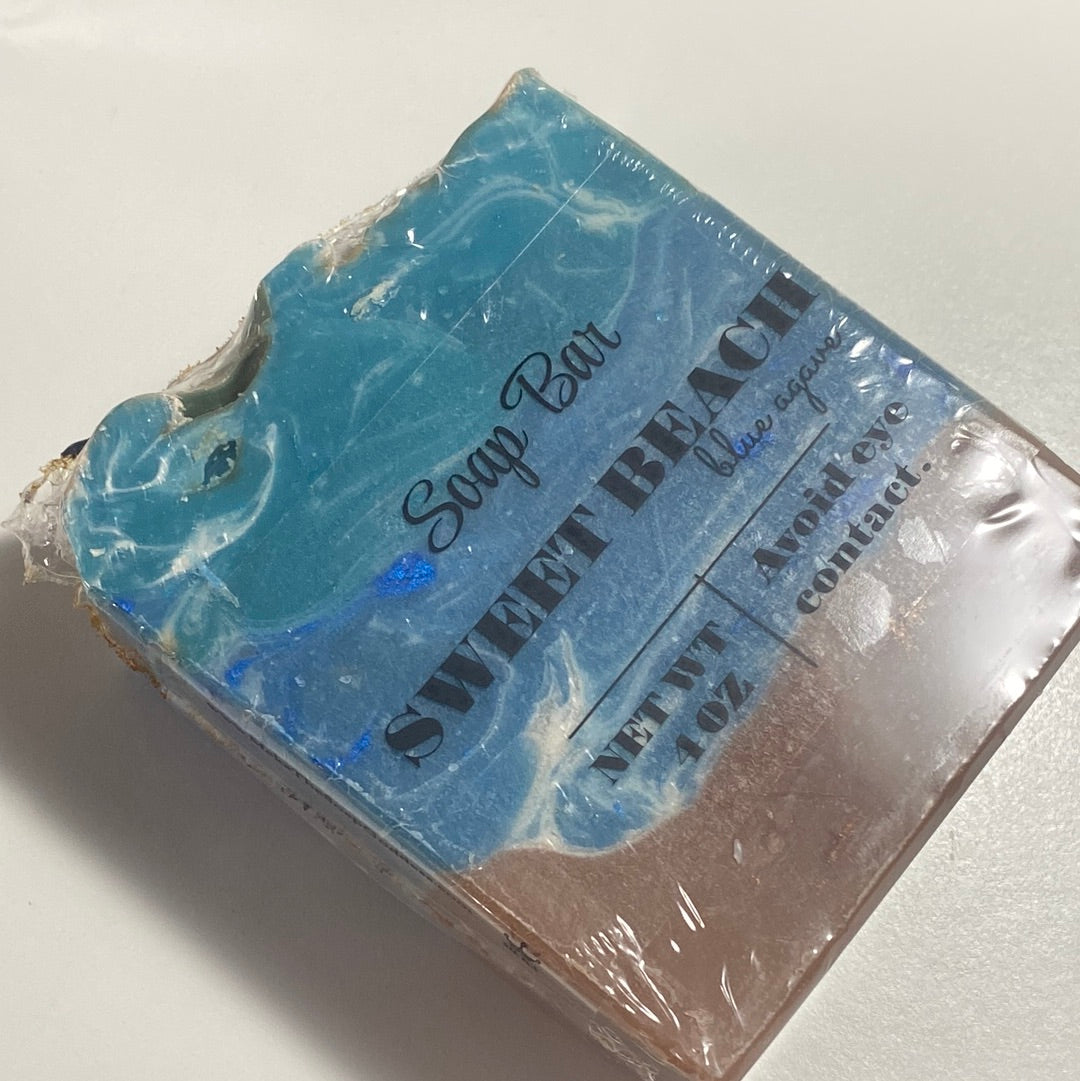 Soap Bar
SWEET BEACH
blue agave
NET WT
4 OZ
Avoid eye
contact.